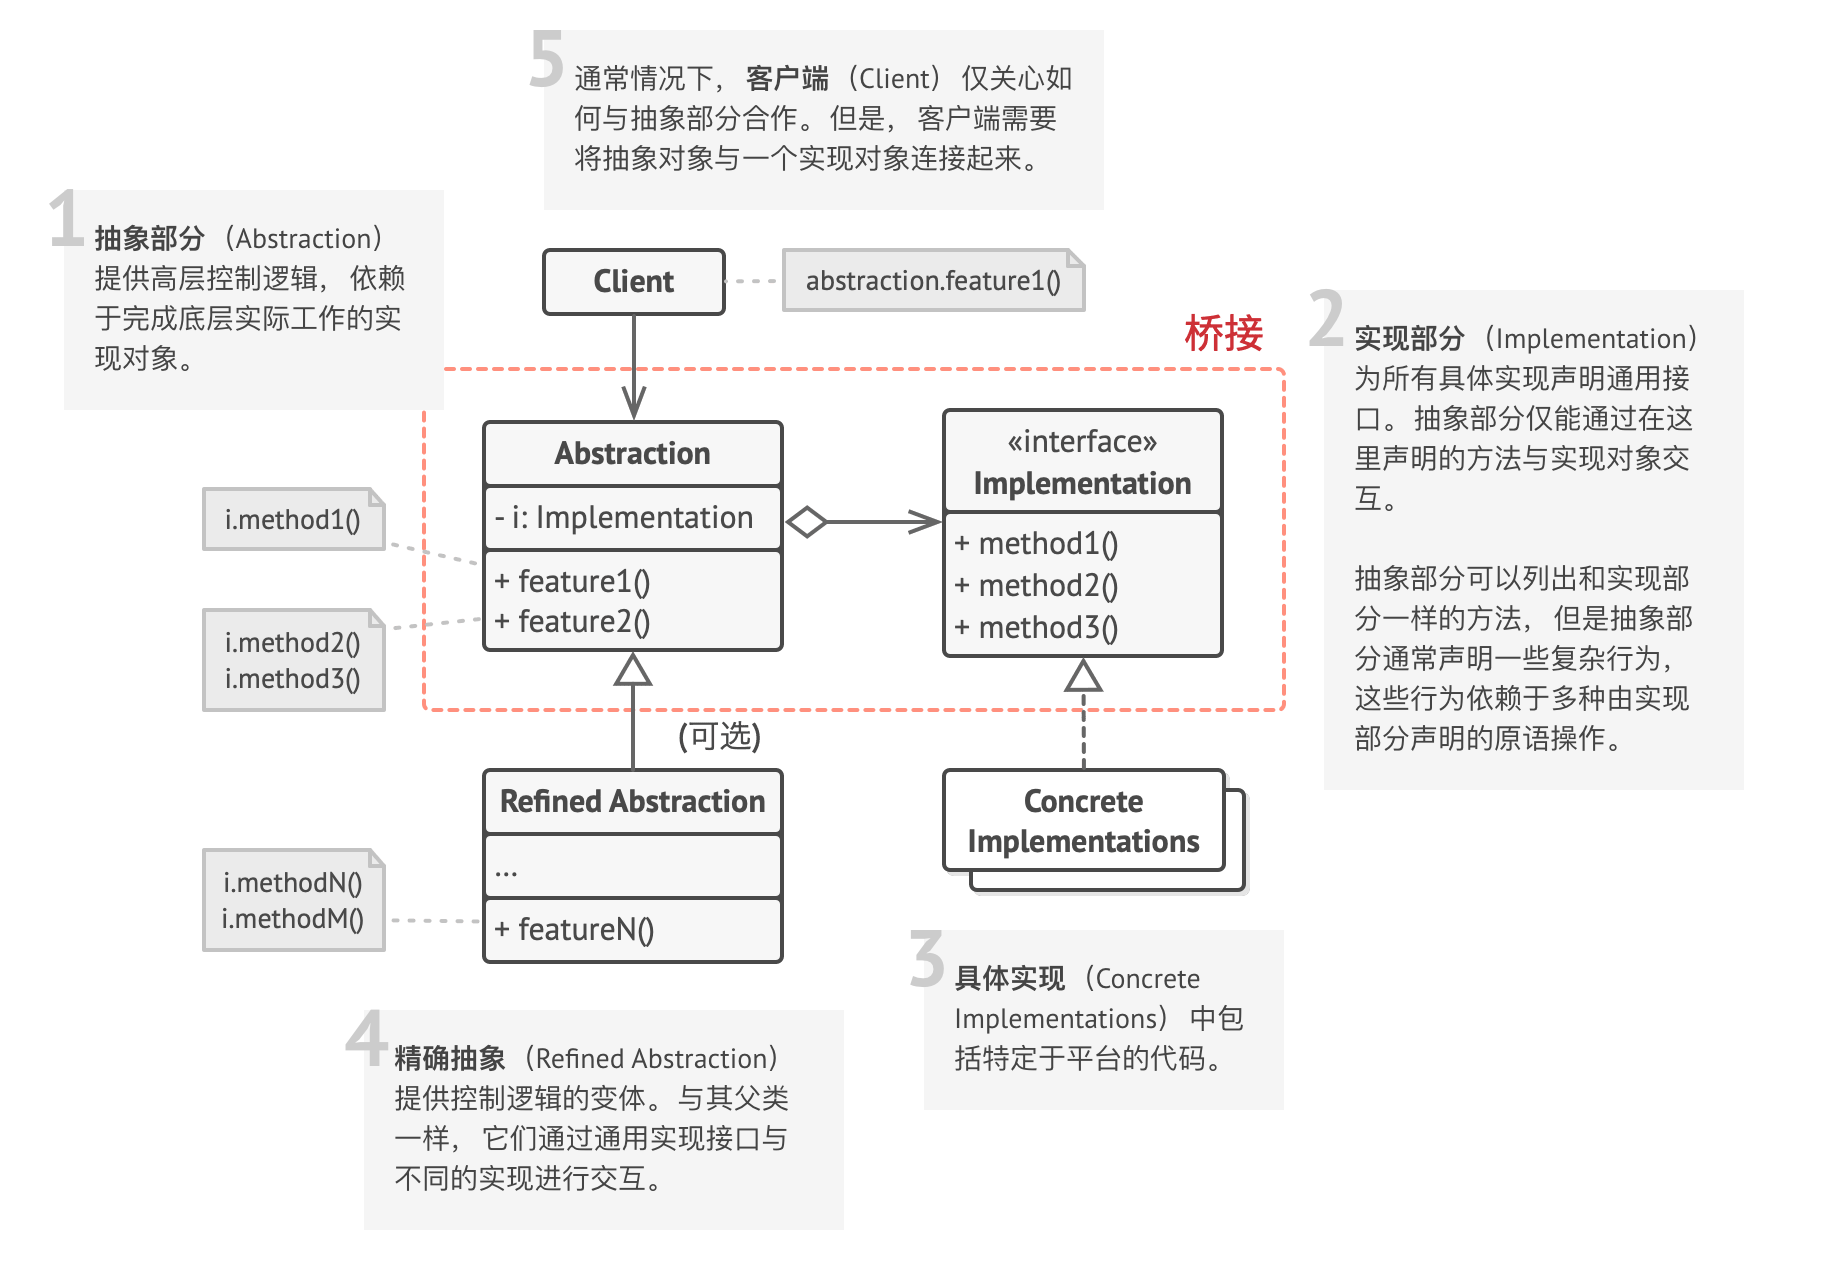 5
通常情况下，客户端（Client）仅关心如
何与抽象部分合作。但是，客户端需要
将抽象对象与一个实现对象连接起来。
1
抽象部分（Abstraction）
提供高层控制逻辑，依赖
于完成底层实际工作的实
现对象。
Client
abstraction.feature1()
桥接
2
实现部分（Implementation）
为所有具体实现声明通用接
口。抽象部分仅能通过在这
里声明的方法与实现对象交
互。
抽象部分可以列出和实现部
分一样的方法，但是抽象部
分通常声明一些复杂行为，
这些行为依赖于多种由实现
部分声明的原语操作。
Abstraction
- i: Implementation
+ feature1()
+ feature2()
«interface»
Implementation
+ method1()
+ method2()
+ method3()
i.method1()
i.method2()
i.method3()
(可选)
Refined Abstraction
...
+ featureN()
Concrete
Implementations
i.methodN()
i.methodM()
3
具体实现（Concrete
Implementations）中包
括特定于平台的代码。
4
精确抽象（Refined Abstraction）
提供控制逻辑的变体。与其父类
一样，它们通过通用实现接口与
不同的实现进行交互。